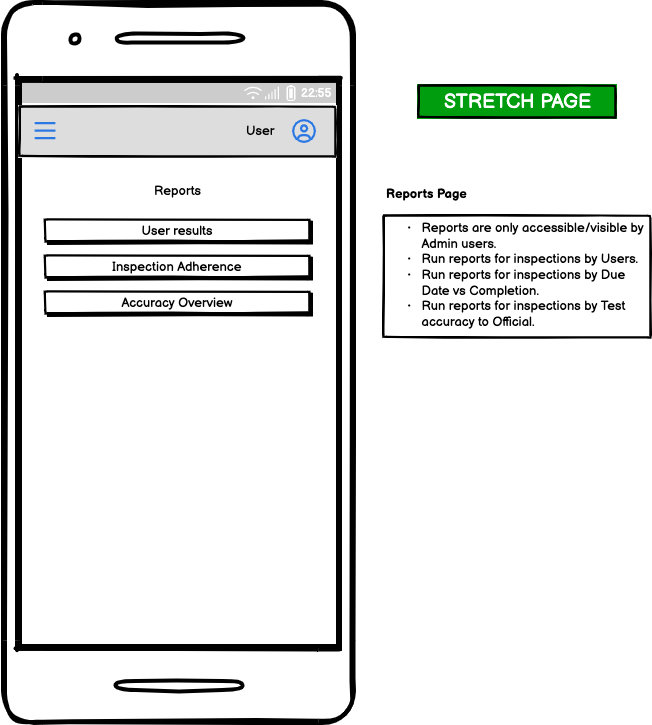 22:55
STRETCH PAGE
User
Reports
User results
Inspection Adherence
Accuracy Overview
Reports Page
· Reports are only accessible/visible by
Admin users.
· Run reports for inspections by Users.
· Run reports for inspections by Due
Date vs Completion.
· Run reports for inspections by Test
accuracy to Official.